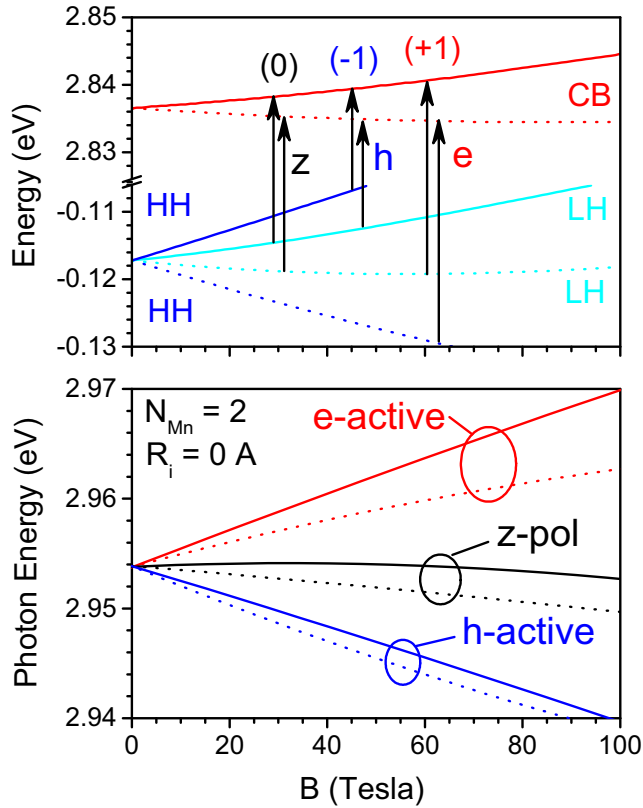 2.85
2.84
2.83
-0.11
-0.12
-0.13
Energy (eV)
(0)
(-1)
(+1)
CB
z
h
e
HH
LH
HH
LH
2.97
2.96
2.95
2.94
Photon Energy (eV)
N_Mn = 2
R_i = 0 A
e-active
z-pol
h-active
0
20
40
60
80
100
B (Tesla)